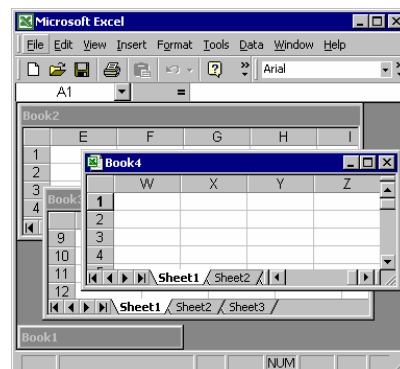 Microsoft Excel
File Edit View Insert Format Tools Data Window Help
Arial
A1 =
Book2
E F G H I
1
2
3
4
Book4
W X Y Z
1
2
3
4
Sheet1 Sheet2
9
10
11
12
Sheet1 Sheet2 Sheet3
Book1
NUM